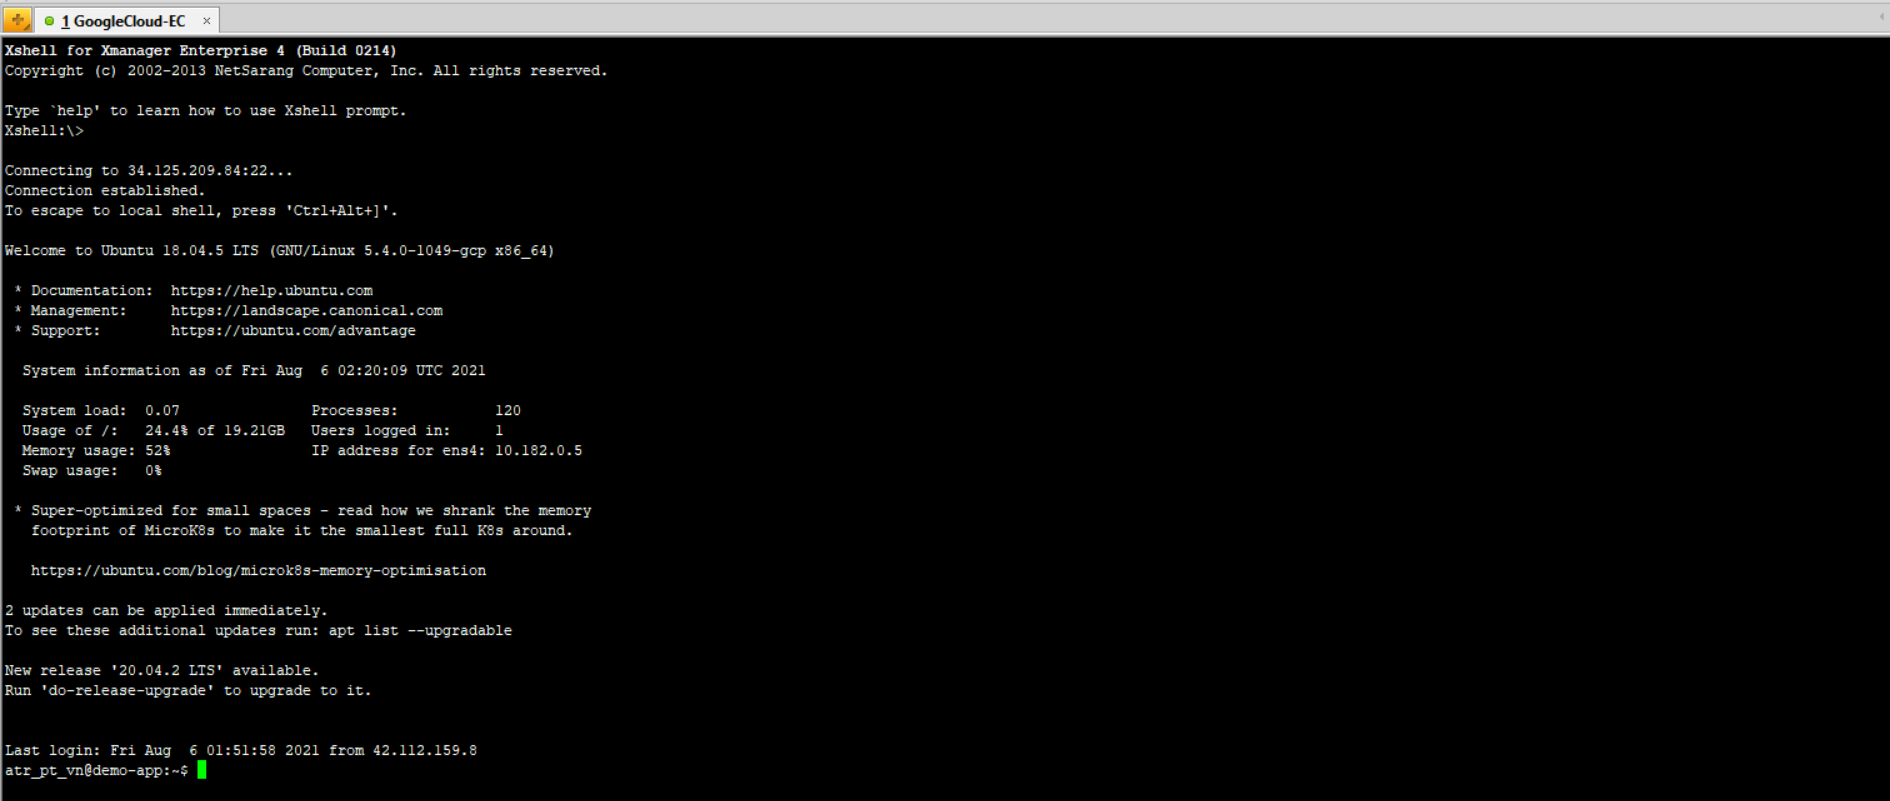 1 GoogleCloud-EC ×
Xshell for Xmanager Enterprise 4 (Build 0214)
Copyright (c) 2002-2013 NetSarang Computer, Inc. All rights reserved.
Type `help' to learn how to use Xshell prompt.
Xshell:\>
Connecting to 34.125.209.84:22...
Connection established.
To escape to local shell, press 'Ctrl+Alt+]'.
Welcome to Ubuntu 18.04.5 LTS (GNU/Linux 5.4.0-1049-gcp x86_64)
* Documentation:  https://help.ubuntu.com
* Management:     https://landscape.canonical.com
* Support:        https://ubuntu.com/advantage
System information as of Fri Aug  6 02:20:09 UTC 2021
System load:  0.07               Processes:           120
Usage of /:   24.4% of 19.21GB   Users logged in:     1
Memory usage: 52%                IP address for ens4: 10.182.0.5
Swap usage:   0%
* Super-optimized for small spaces - read how we shrank the memory
footprint of MicroK8s to make it the smallest full K8s around.
https://ubuntu.com/blog/microk8s-memory-optimisation
2 updates can be applied immediately.
To see these additional updates run: apt list --upgradable
New release '20.04.2 LTS' available.
Run 'do-release-upgrade' to upgrade to it.
Last login: Fri Aug  6 01:51:58 2021 from 42.112.159.8
atr_pt_vn@demo-app:~$